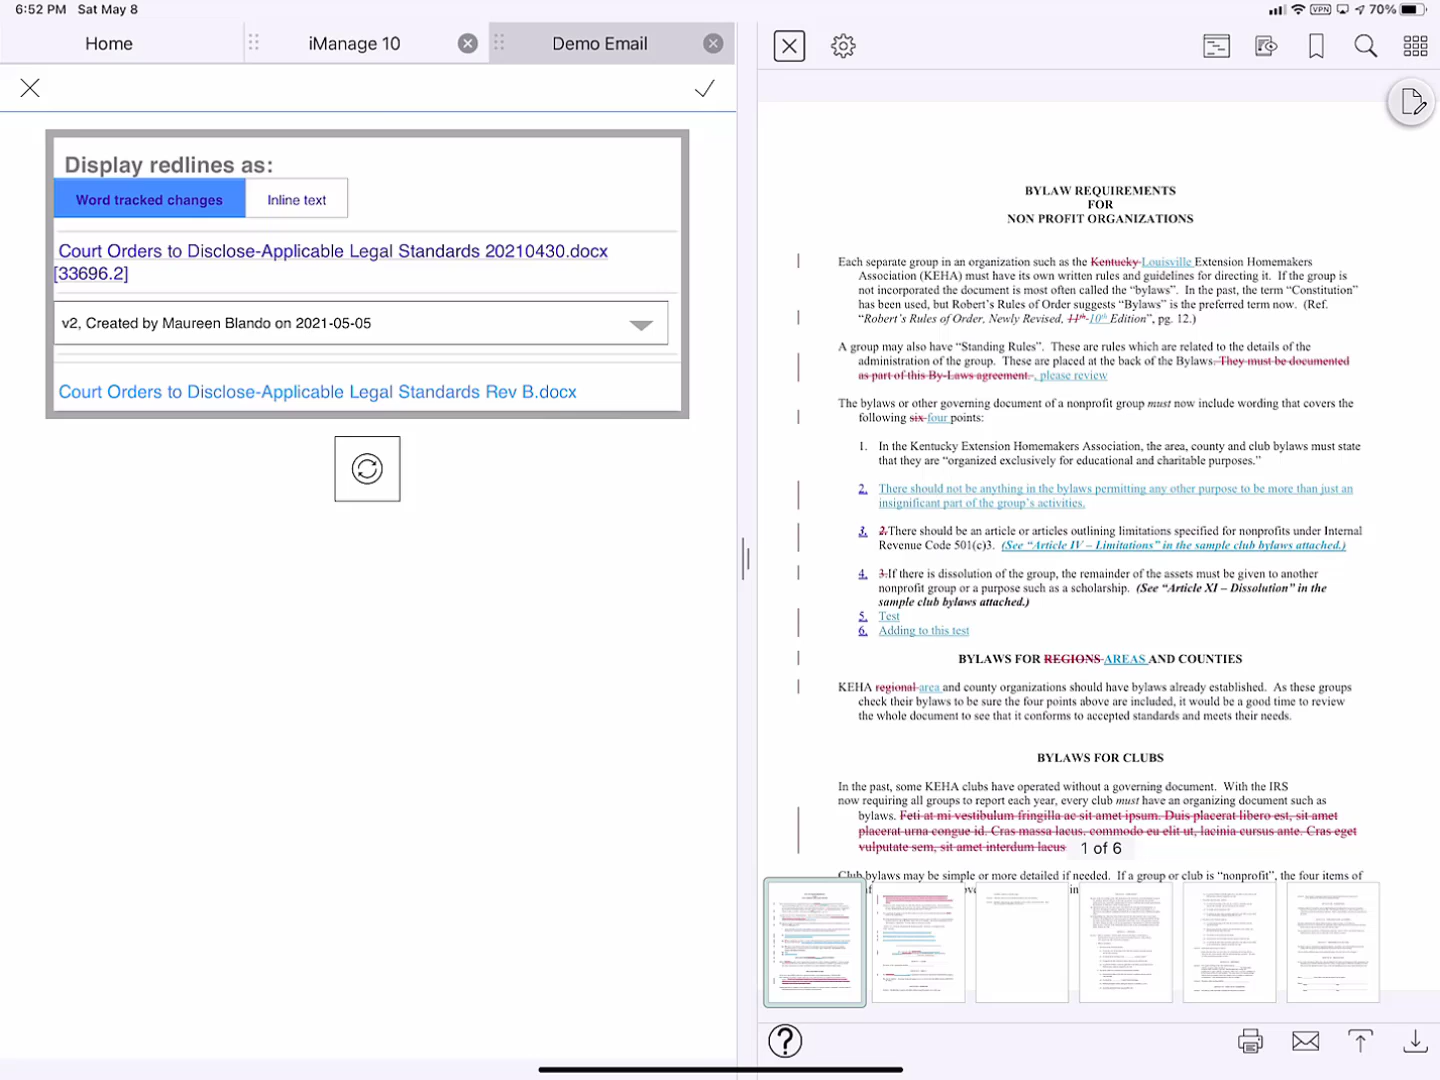 6:52 PM Sat May 8
VPN 70%
Home
iManage 10
Demo Email
Display redlines as:
Word tracked changes
Inline text
Court Orders to Disclose-Applicable Legal Standards 20210430.docx
[33696.2]
v2, Created by Maureen Blando on 2021-05-05
Court Orders to Disclose-Applicable Legal Standards Rev B.docx
BYLAW REQUIREMENTS
FOR
NON PROFIT ORGANIZATIONS
Each separate group in an organization such as the Kentucky Louisville Extension Homemakers
Association (KEHA) must have its own written rules and guidelines for directing it. If the group is
not incorporated the document is most often called the “bylaws”. In the past, the term “Constitution”
has been used, but Robert’s Rules of Order suggests “Bylaws” is the preferred term now. (Ref.
“Robert’s Rules of Order, Newly Revised, 11th 10th Edition”, pg. 12.)
A group may also have “Standing Rules”. These are rules which are related to the details of the
administration of the group. These are placed at the back of the Bylaws. They must be documented
as part of this By-Laws agreement. , please review
The bylaws or other governing document of a nonprofit group must now include wording that covers the
following six four points:
1. In the Kentucky Extension Homemakers Association, the area, county and club bylaws must state
that they are “organized exclusively for educational and charitable purposes.”
2. There should not be anything in the bylaws permitting any other purpose to be more than just an
insignificant part of the group’s activities.
3. 2.There should be an article or articles outlining limitations specified for nonprofits under Internal
Revenue Code 501(c)3. (See “Article IV – Limitations” in the sample club bylaws attached.)
4. 3.If there is dissolution of the group, the remainder of the assets must be given to another
nonprofit group or a purpose such as a scholarship. (See “Article XI – Dissolution” in the
sample club bylaws attached.)
5. Test
6. Adding to this test
BYLAWS FOR REGIONS AREAS AND COUNTIES
KEHA regional area and county organizations should have bylaws already established. As these groups
check their bylaws to be sure the four points above are included, it would be a good time to review
the whole document to see that it conforms to accepted standards and meets their needs.
BYLAWS FOR CLUBS
In the past, some KEHA clubs have operated without a governing document. With the IRS
now requiring all groups to report each year, every club must have an organizing document such as
bylaws. Feti at mi vestibulum fringilla ac sit amet ipsum. Duis placerat libero est, sit amet
placerat urna congue id. Cras massa lacus, commodo eu elit ut, lacinia cursus ante. Cras eget
vulputate sem, sit amet interdum lacus
1 of 6
Club bylaws may be simple or more detailed if needed. If a group or club is “nonprofit”, the four items of